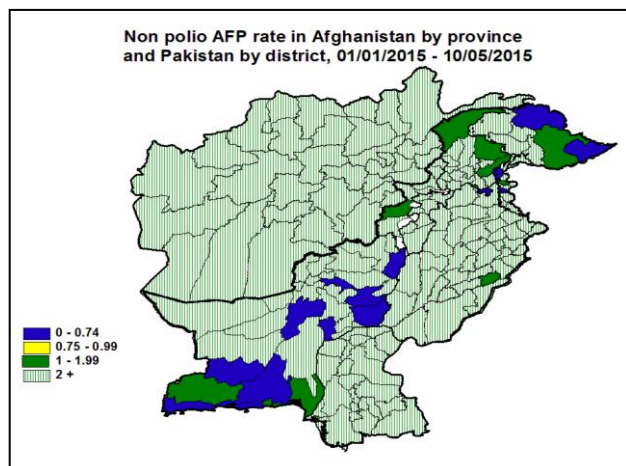 Non polio AFP rate in Afghanistan by province
and Pakistan by district, 01/01/2015 - 10/05/2015
0 - 0.74
0.75 - 0.99
1 - 1.99
2 +